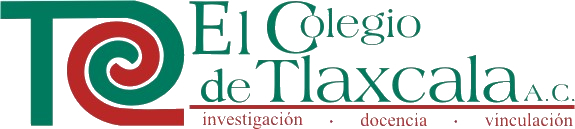 El Colegio
de Tlaxcala A.C.
investigación · docencia · vinculación